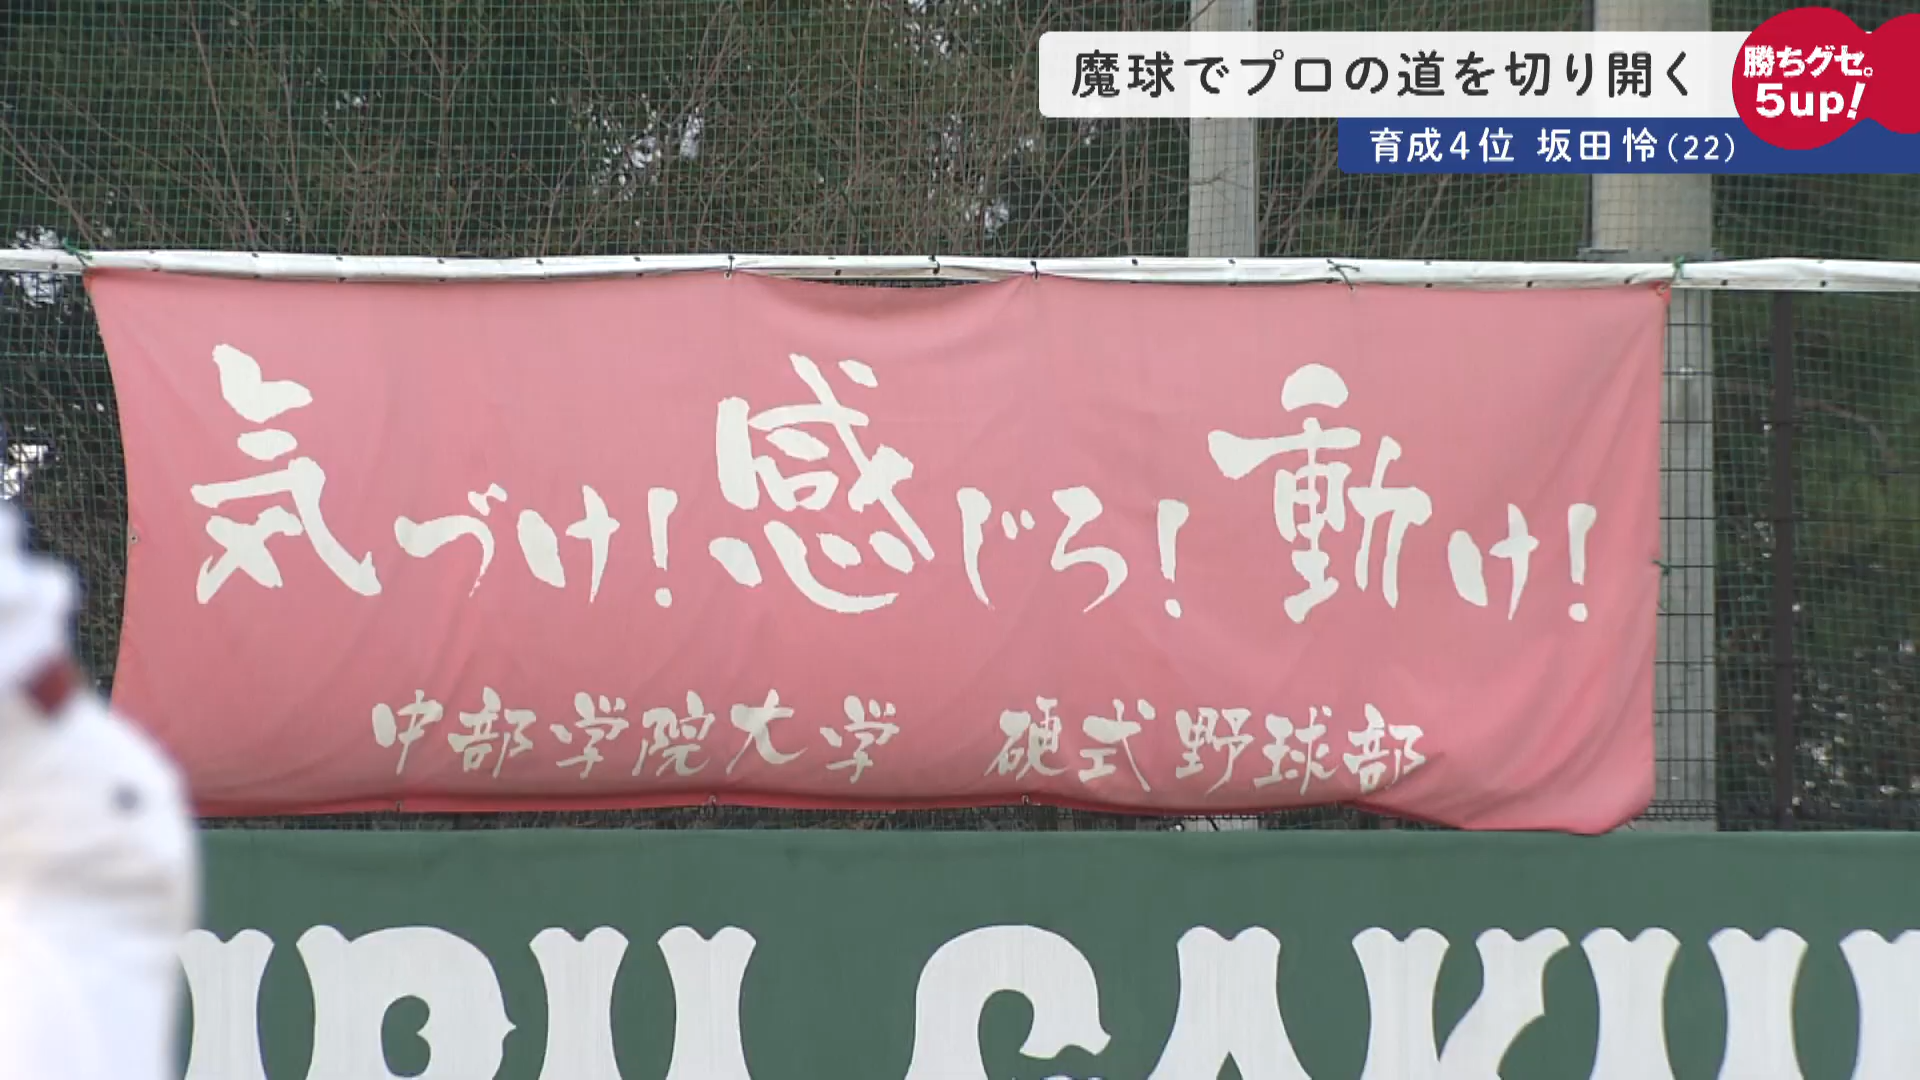 魔球でプロの道を切り開く
勝ちグセ。
5up!
育成4位 坂田怜(22)
気づけ!感じろ!動け!
中部学院大学 硬式野球部